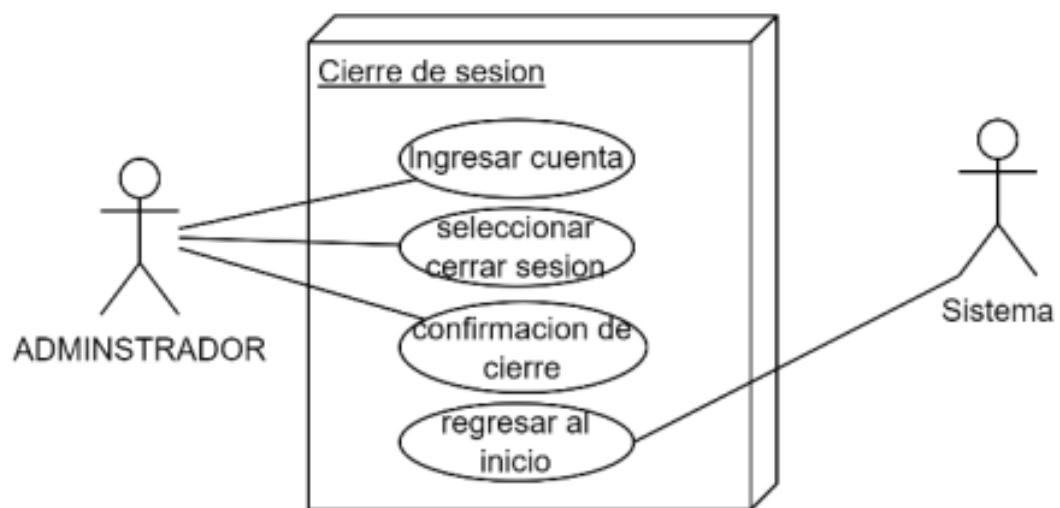 Cierre de sesion
Ingresar cuenta
seleccionar
cerrar sesion
confirmacion de
cierre
regresar al
inicio
ADMINSTRADOR
Sistema